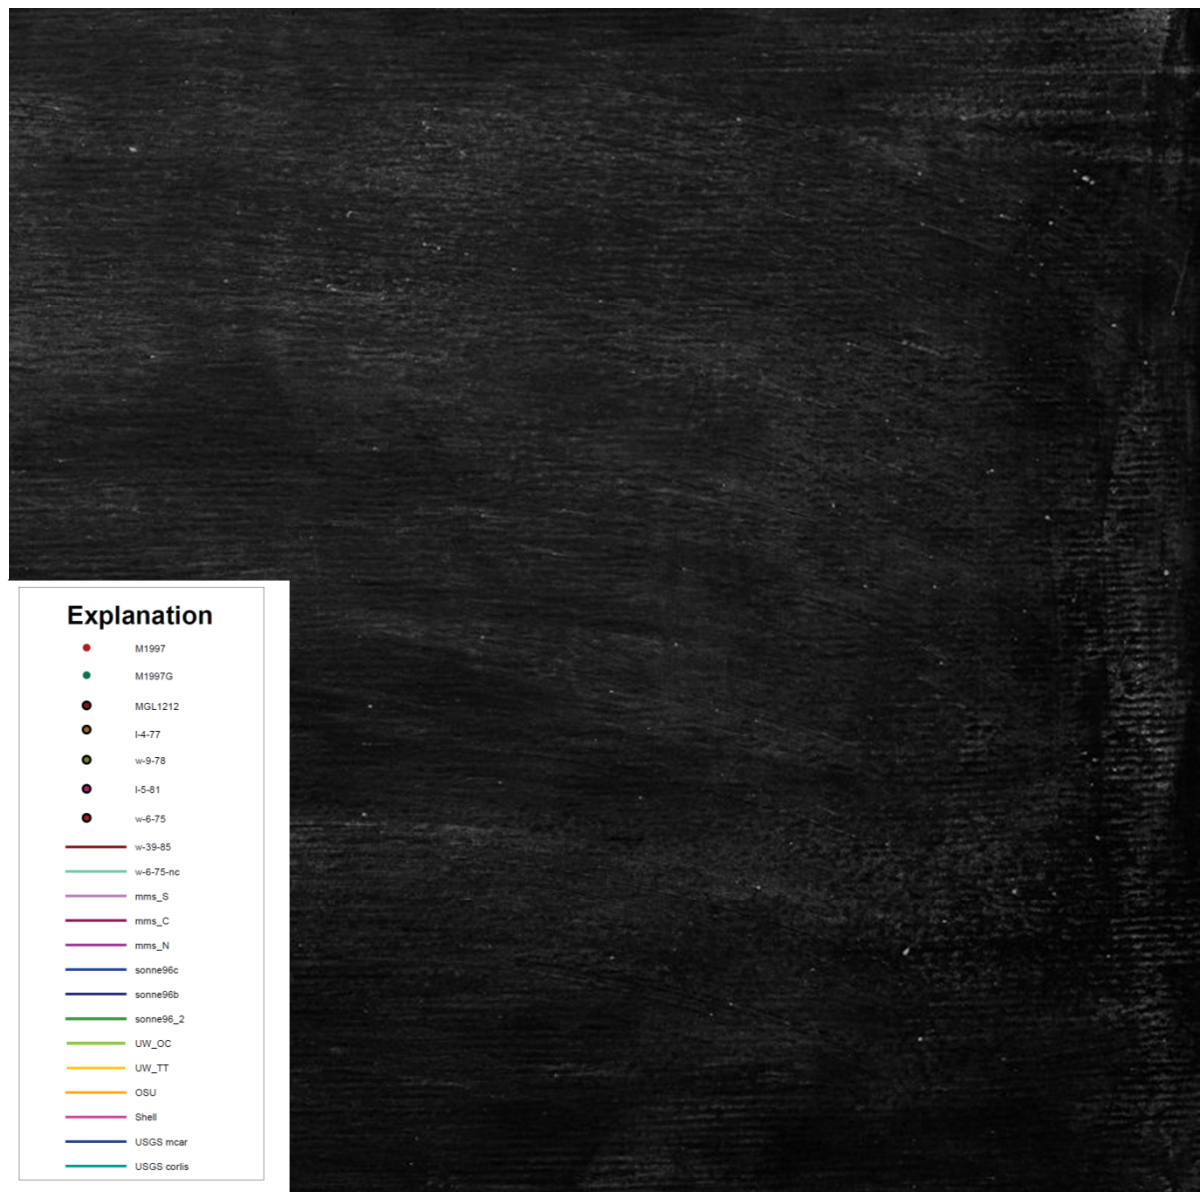 Explanation
M1997
M1997G
MGL1212
l-4-77
w-9-78
l-5-81
w-6-75
w-39-85
w-6-75-nc
mms_S
mms_C
mms_N
sonne96c
sonne96b
sonne96_2
UW_OC
UW_TT
OSU
Shell
USGS mcar
USGS corlis